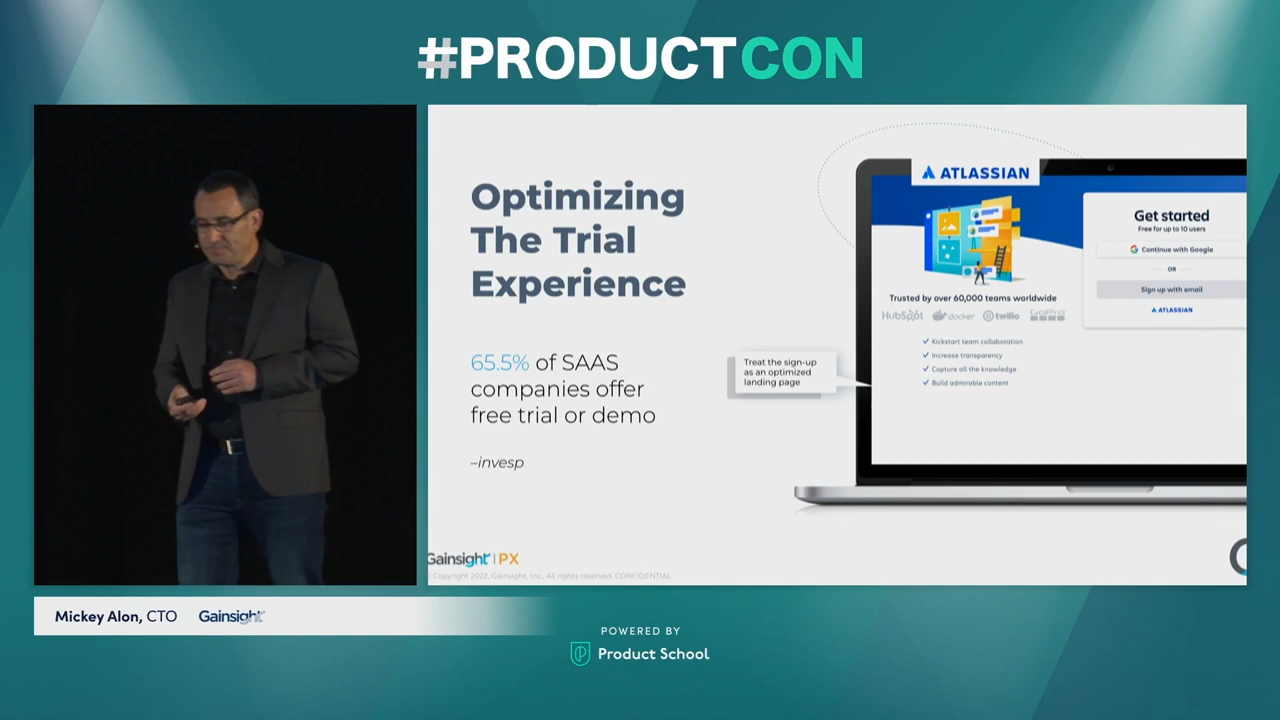 #PRODUCTCON
Optimizing
The Trial
Experience
65.5% of SAAS
companies offer
free trial or demo
–invesp
Treat the sign-up
as an optimized
landing page
ATLASSIAN
Trusted by over 60,000 teams worldwide
HubSpot docker twilio GoPro
Kickstart team collaboration
Increase transparency
Capture all the knowledge
Build admirable content
Get started
Free for up to 10 users
Continue with Google
OR
Sign up with email
ATLASSIAN
Gainsight PX
Copyright 2022, Gainsight, Inc., All rights reserved. CONFIDENTIAL.
Mickey Alon, CTO Gainsight
POWERED BY
Product School